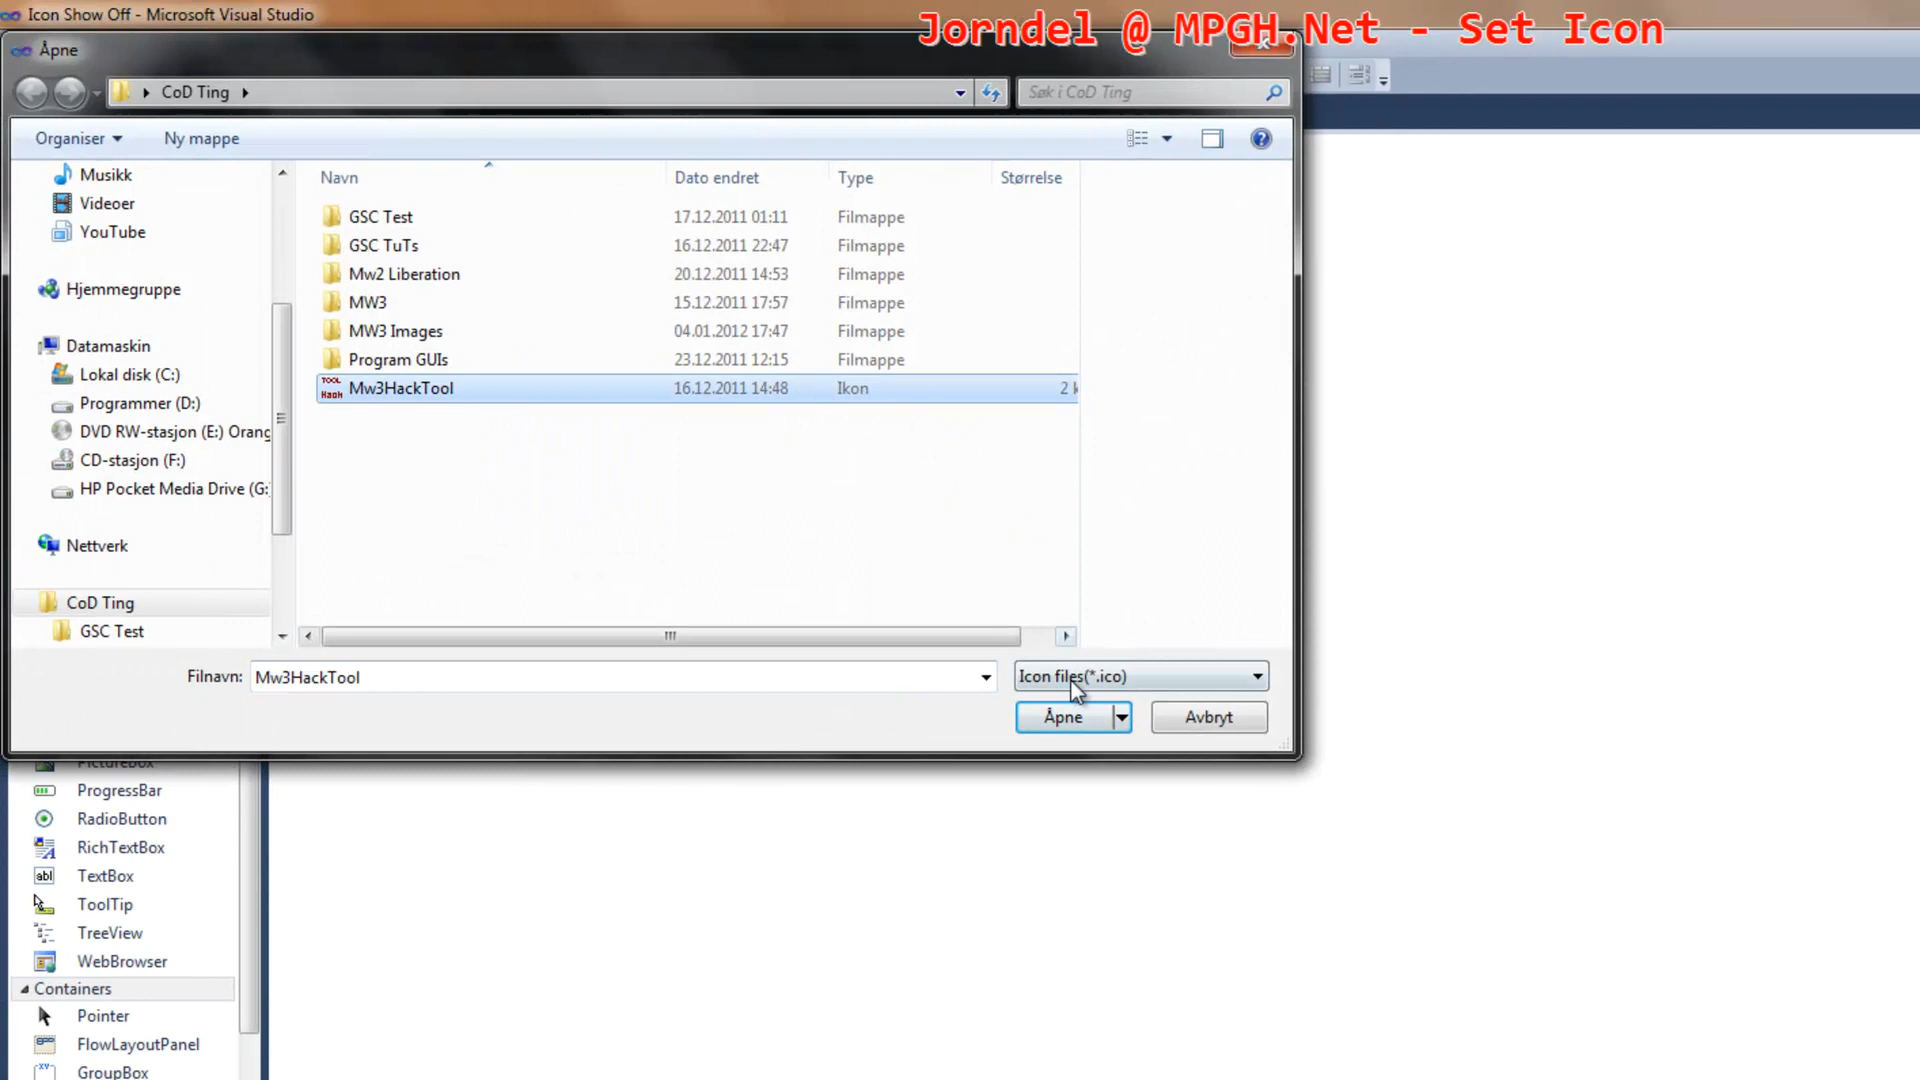 Icon Show Off - Microsoft Visual Studio
Jorndel @ MPGH.Net - Set Icon
Åpne
CoD Ting
Søk i CoD Ting
Organiser
Ny mappe
Musikk
Videoer
YouTube
Hjemmegruppe
Datamaskin
Lokal disk (C:)
Programmer (D:)
DVD RW-stasjon (E:) Orang
CD-stasjon (F:)
HP Pocket Media Drive (G:
Nettverk
CoD Ting
GSC Test
Navn Dato endret Type Størrelse
GSC Test 17.12.2011 01:11 Filmappe
GSC TuTs 16.12.2011 22:47 Filmappe
Mw2 Liberation 20.12.2011 14:53 Filmappe
MW3 15.12.2011 17:57 Filmappe
MW3 Images 04.01.2012 17:47 Filmappe
Program GUIs 23.12.2011 12:15 Filmappe
TOOL
Hack
Mw3HackTool 16.12.2011 14:48 Ikon 2 k
Filnavn: Mw3HackTool Icon files(*.ico)
Åpne Avbryt
PictureBox
ProgressBar
RadioButton
RichTextBox
abl TextBox
ToolTip
TreeView
WebBrowser
Containers
Pointer
FlowLayoutPanel
GroupBox